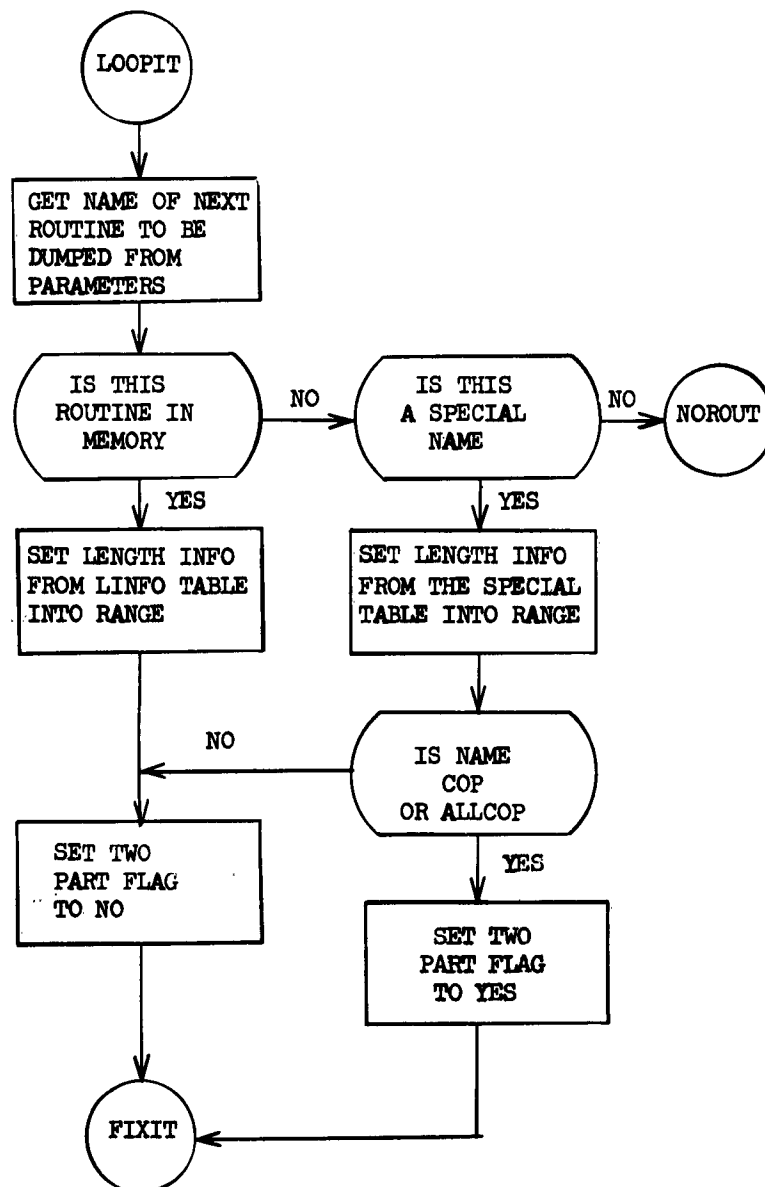 LOOPIT
GET NAME OF NEXT
ROUTINE TO BE
DUMPED FROM
PARAMETERS
IS THIS
ROUTINE IN
MEMORY
NO
IS THIS
A SPECIAL
NAME
NO
NOROUT
YES
YES
SET LENGTH INFO
FROM LINFO TABLE
INTO RANGE
SET LENGTH INFO
FROM THE SPECIAL
TABLE INTO RANGE
NO
IS NAME
COP
OR ALLCOP
SET TWO
PART FLAG
TO NO
YES
SET TWO
PART FLAG
TO YES
FIXIT